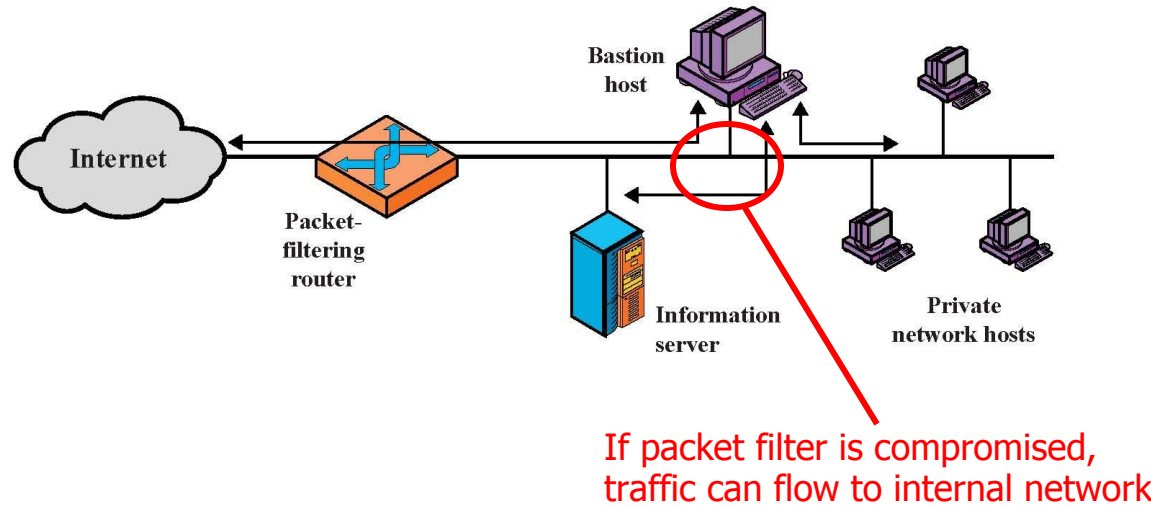 Bastion
host
Internet
Packet-
filtering
router
Information
server
Private
network hosts
If packet filter is compromised,
traffic can flow to internal network